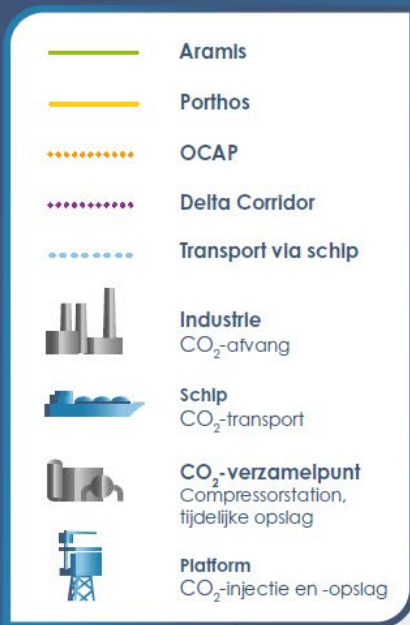 Aramis
Porthos
OCAP
Delta Corridor
Transport via schip
Industrie
CO₂-afvang
Schip
CO₂-transport
CO₂-verzamelpunt
Compressorstation,
tijdelijke opslag
Platform
CO₂-injectie en -opslag